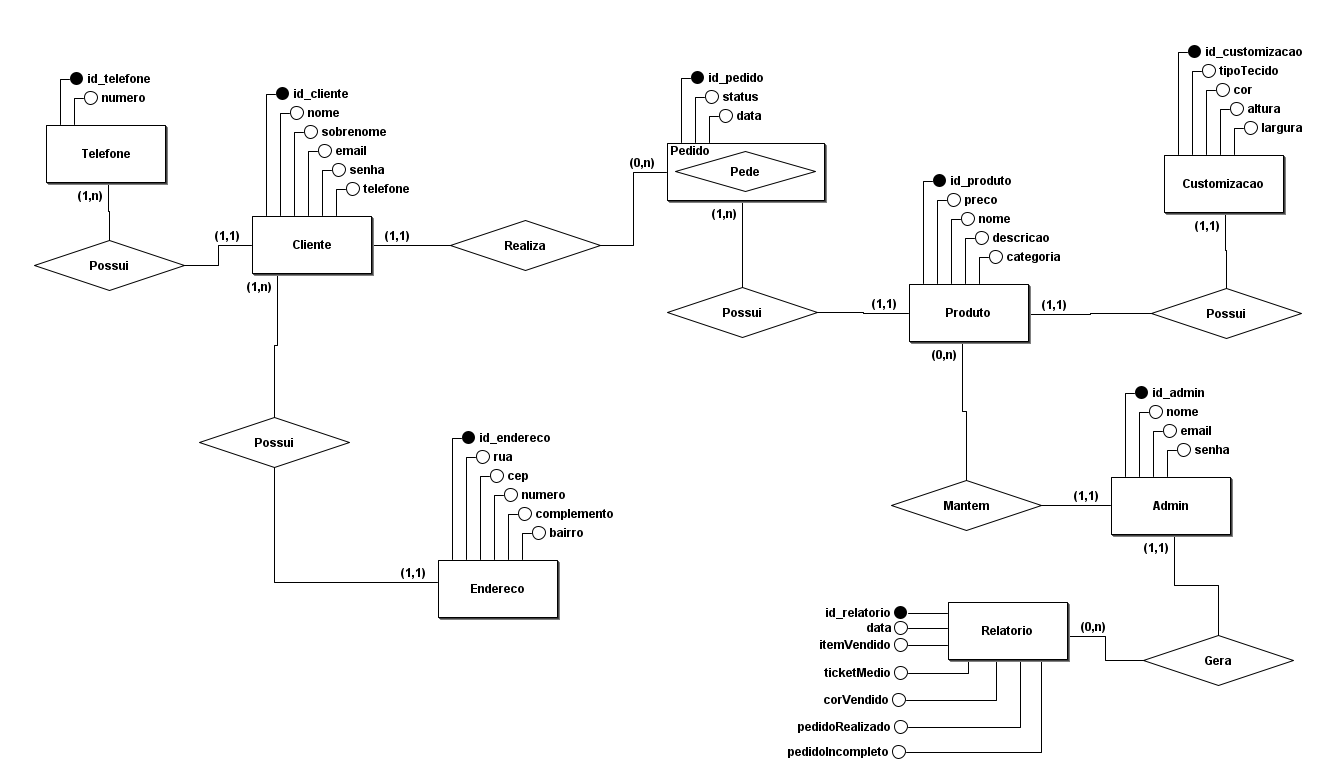 id_telefone
numero
Telefone
(1,n)
Possui
(1,1)
id_cliente
nome
sobrenome
email
senha
telefone
Cliente
(1,1)
(1,n)
Realiza
(0,n)
id_pedido
status
data
Pedido
Pede
(1,n)
Possui
(1,1)
id_produto
preco
nome
descricao
categoria
Produto
(1,1)
(0,n)
id_customizacao
tipoTecido
cor
altura
largura
Customizacao
(1,1)
Possui
Possui
(1,1)
id_endereco
rua
cep
numero
complemento
bairro
Endereco
Mantem
(1,1)
id_admin
nome
email
senha
Admin
(1,1)
Gera
(0,n)
id_relatorio
data
itemVendido
ticketMedio
corVendido
pedidoRealizado
pedidoIncompleto
Relatorio